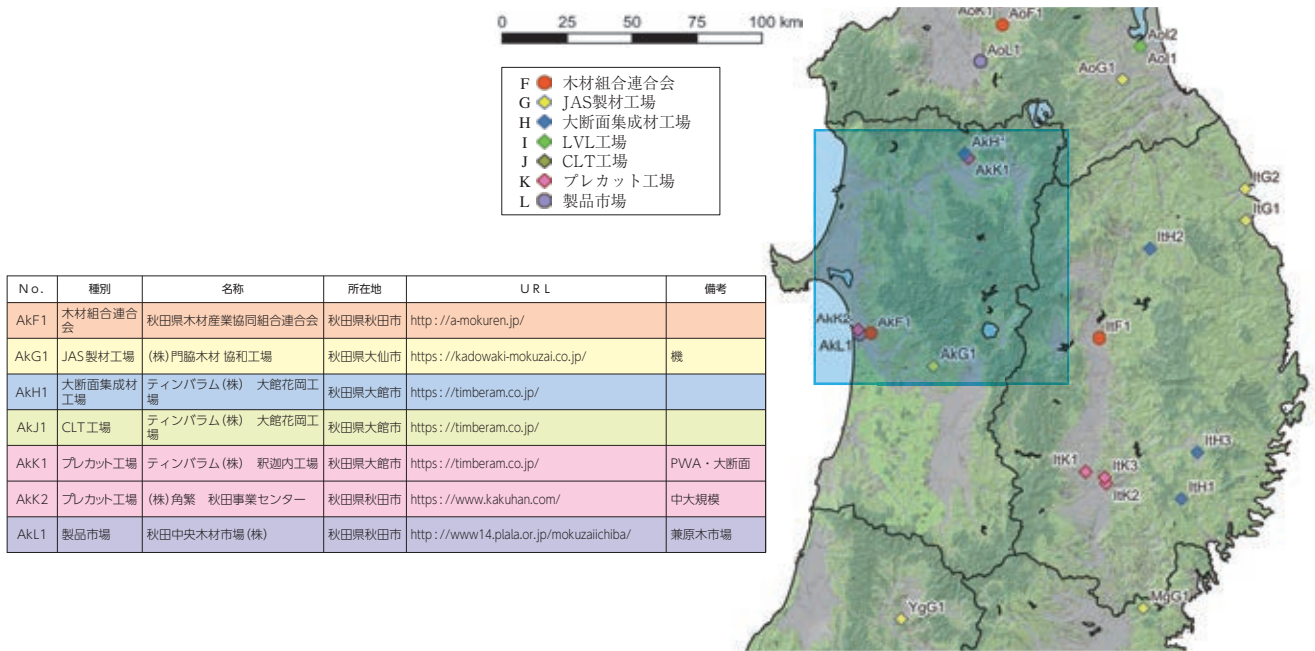 0 25 50 75 100 km
F 木材組合連合会
G JAS製材工場
H 大断面集成材工場
I LVL工場
J CLT工場
K プレカット工場
L 製品市場
AoK1
AoF1
AoL1
AoI2
AoI1
AoG1
AkH1
AkK1
ItG2
ItG1
ItH2
AkK2
AkF1
AkL1
AkG1
ItF1
ItH3
ItK1
ItK3
ItK2
ItH1
YgG1
MgG1
No. 種別 名称 所在地 URL 備考
AkF1 木材組合連合会 秋田県木材産業協同組合連合会 秋田県秋田市 http://a-mokuren.jp/
AkG1 JAS製材工場 (株)門脇木材 協和工場 秋田県大仙市 https://kadowaki-mokuzai.co.jp/ 機
AkH1 大断面集成材工場 ティンバラム(株) 大館花岡工場 秋田県大館市 https://timberam.co.jp/
AkJ1 CLT工場 ティンバラム(株) 大館花岡工場 秋田県大館市 https://timberam.co.jp/
AkK1 プレカット工場 ティンバラム(株) 釈迦内工場 秋田県大館市 https://timberam.co.jp/ PWA・大断面
AkK2 プレカット工場 (株)角繁 秋田事業センター 秋田県秋田市 https://www.kakuhan.com/ 中大規模
AkL1 製品市場 秋田中央木材市場(株) 秋田県秋田市 http://www14.plala.or.jp/mokuzaiichiba/ 兼原木市場